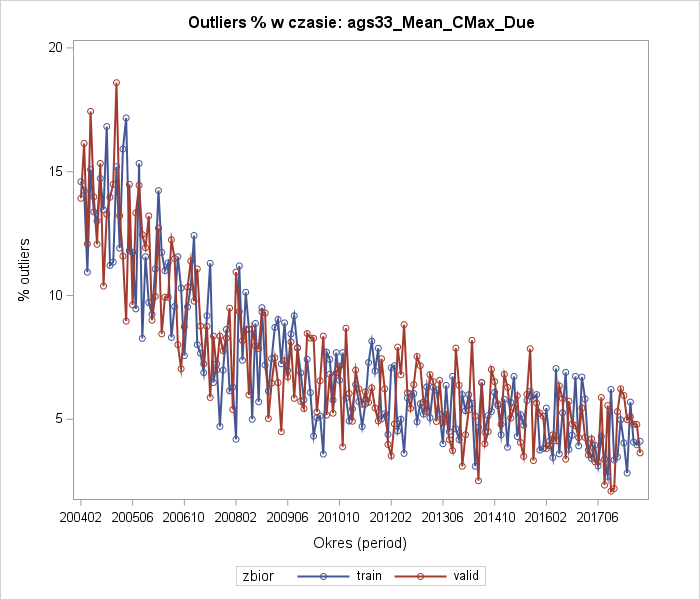 Outliers % w czasie: ags33_Mean_CMax_Due
20
15
10
5
% outliers
200402 200506 200610 200802 200906 201010 201202 201306 201410 201602 201706
Okres (period)
zbior train valid